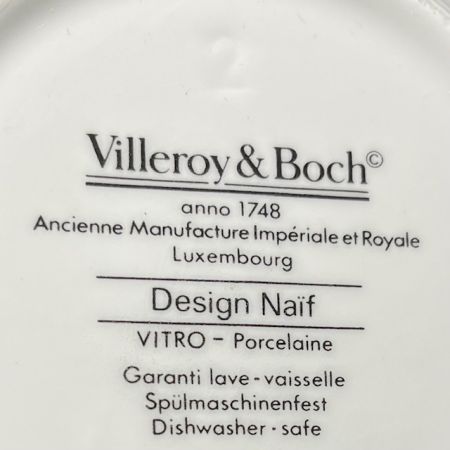 Villeroy & Boch©
anno 1748
Ancienne Manufacture Impériale et Royale
Luxembourg
Design Naïf
VITRO – Porcelaine
Garanti lave-vaisselle
Spülmaschinenfest
Dishwasher-safe